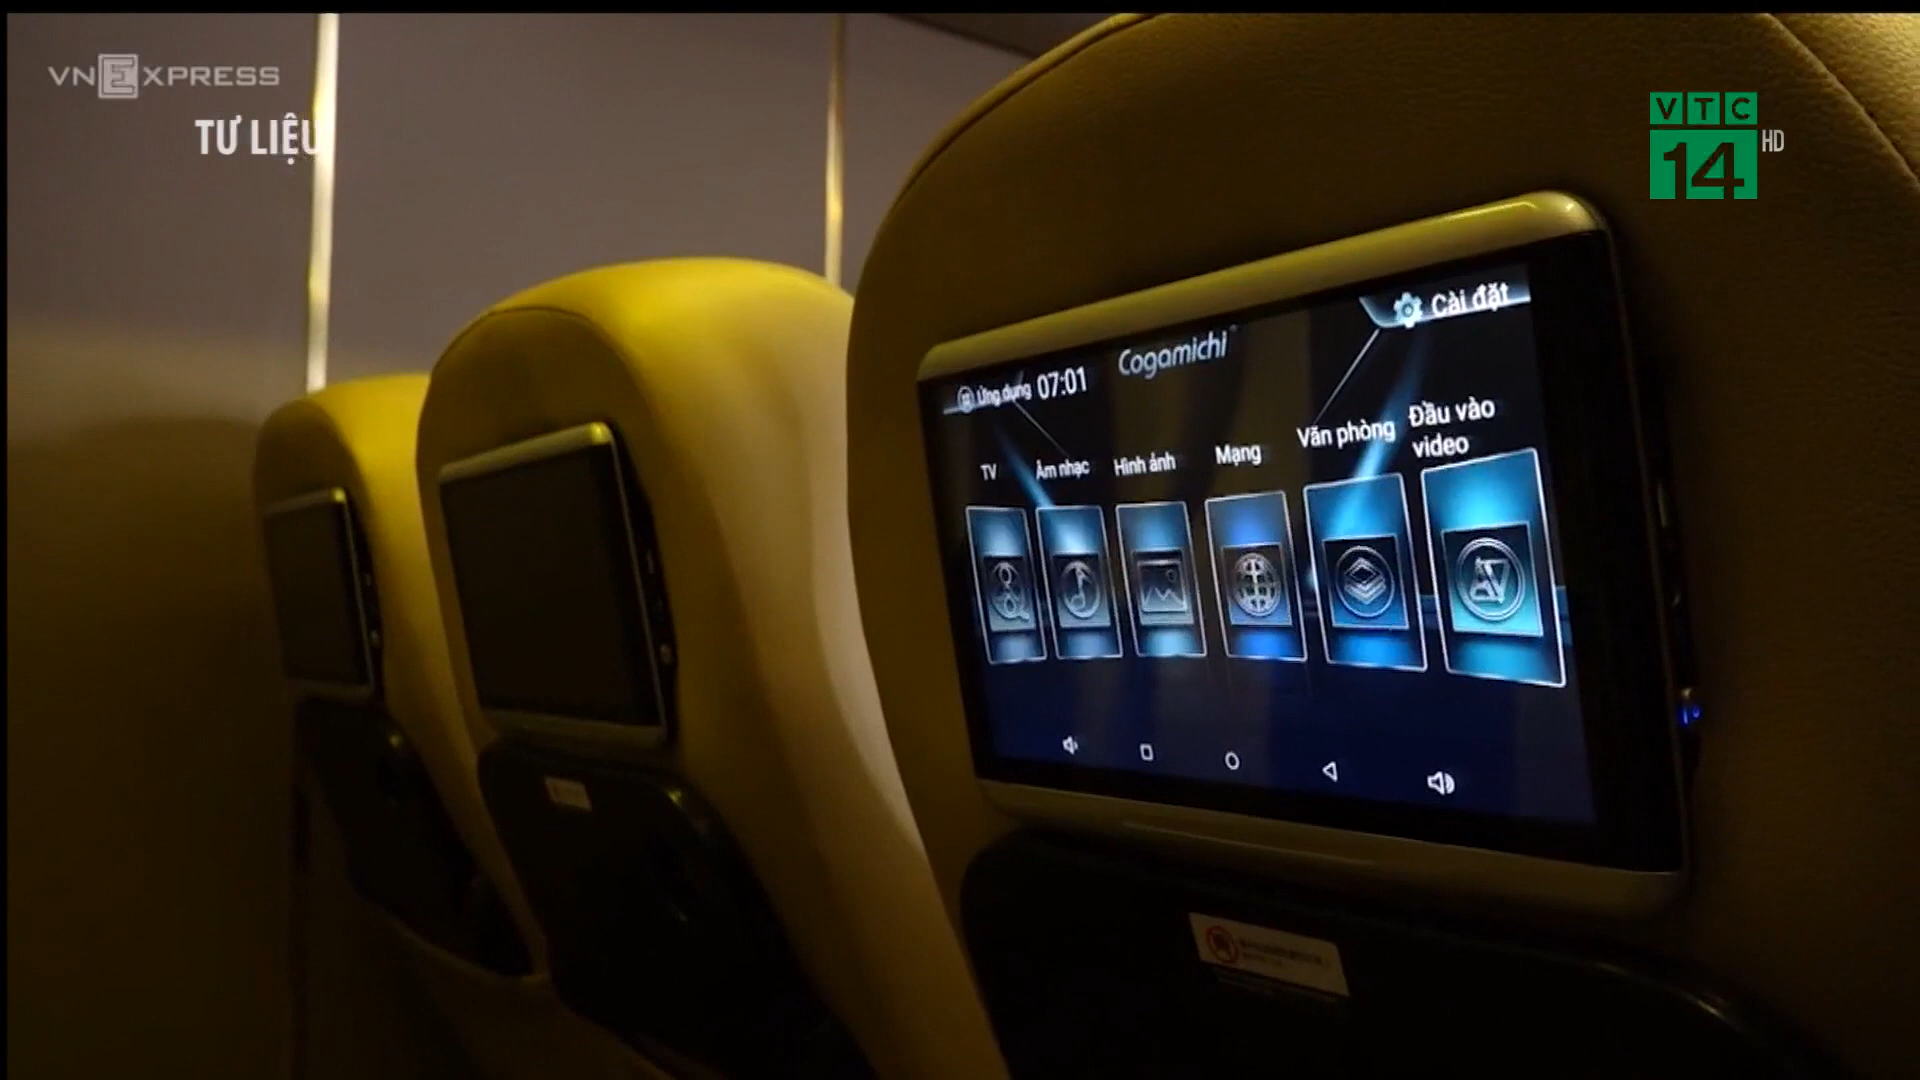 VNEXPRESS
TƯ LIỆU
VTC
14
HD
Cài đặt
Cogamichi
Ứng dụng 07:01
TV
Âm nhạc
Hình ảnh
Mạng
Văn phòng
Đầu vào
video
AV